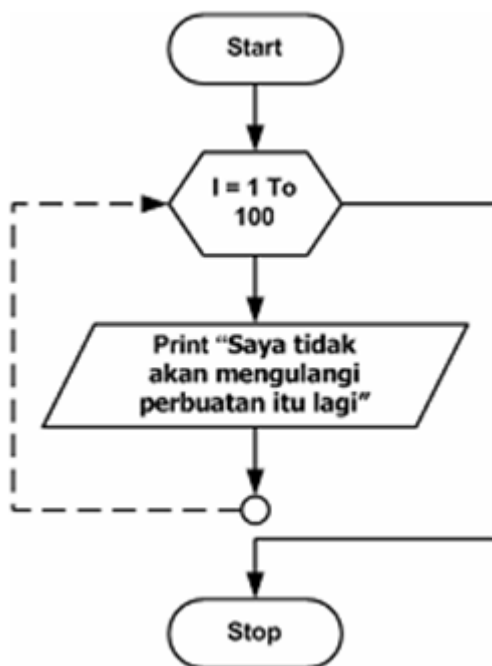 Start
I = 1 To
100
Print “Saya tidak
akan mengulangi
perbuatan itu lagi”
Stop